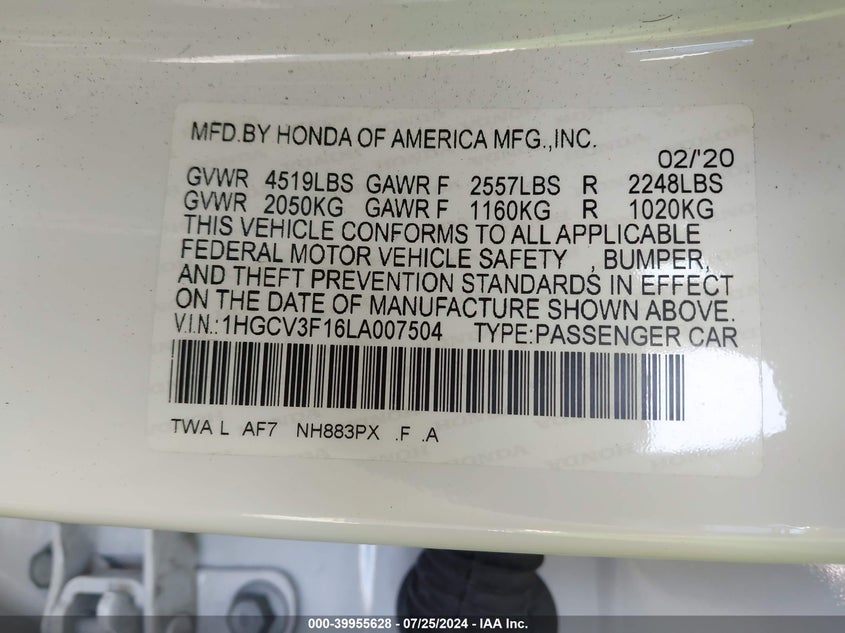 MFD.BY HONDA OF AMERICA MFG.,INC.
02/'20
GVWR 4519LBS GAWR F 2557LBS R 2248LBS
GVWR 2050KG GAWR F 1160KG R 1020KG
THIS VEHICLE CONFORMS TO ALL APPLICABLE
FEDERAL MOTOR VEHICLE SAFETY , BUMPER,
AND THEFT PREVENTION STANDARDS IN EFFECT
ON THE DATE OF MANUFACTURE SHOWN ABOVE.
V.I.N.:1HGCV3F16LA007504 TYPE:PASSENGER CAR
TWA L AF7 NH883PX .F .A
000-39955628 - 07/25/2024 - IAA Inc.